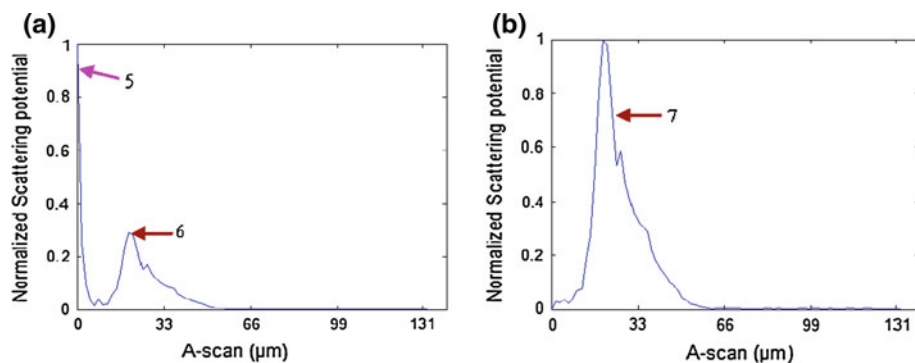 (a)
Normalized Scattering potential
1
0.8
0.6
0.4
0.2
0
5
6
0 33 66 99 131
A-scan (µm)
(b)
Normalized Scattering potential
1
0.8
0.6
0.4
0.2
0
7
0 33 66 99 131
A-scan (µm)